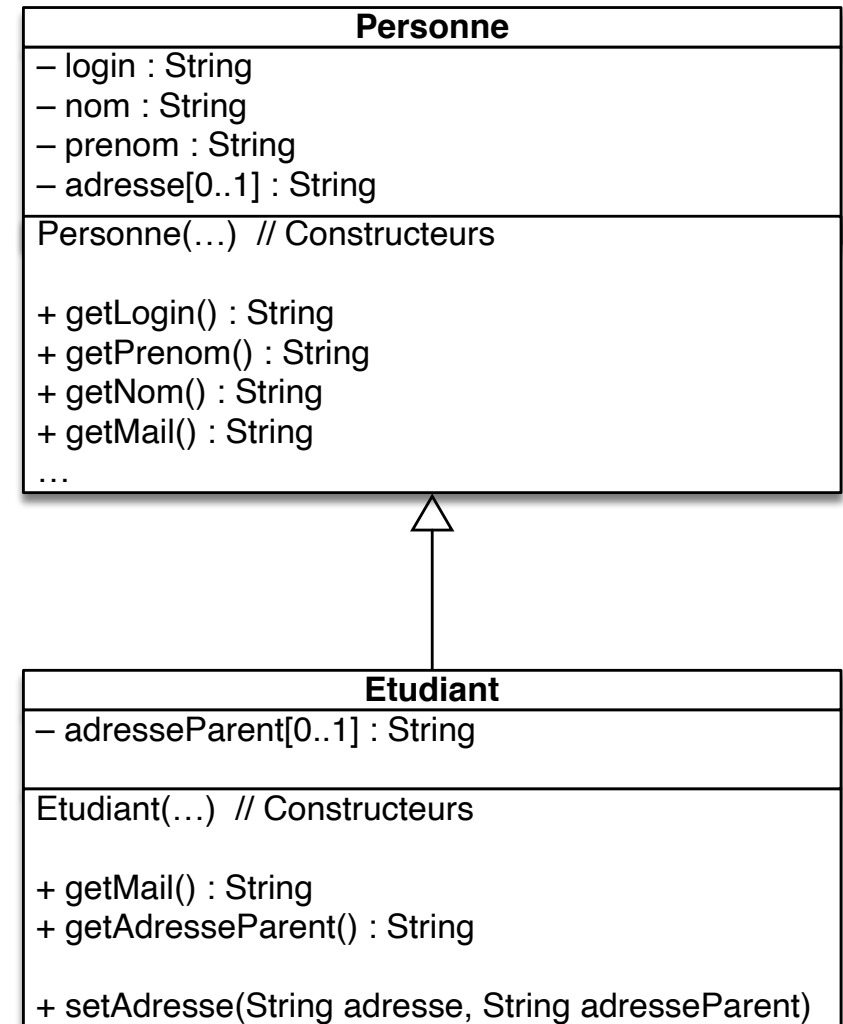 Personne
– login : String
– nom : String
– prenom : String
– adresse[0..1] : String
Personne(…) // Constructeurs
+ getLogin() : String
+ getPrenom() : String
+ getNom() : String
+ getMail() : String
…
Etudiant
– adresseParent[0..1] : String
Etudiant(…) // Constructeurs
+ getMail() : String
+ getAdresseParent() : String
+ setAdresse(String adresse, String adresseParent)